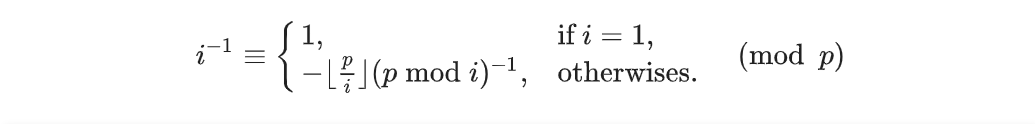 i⁻¹ ≡ { 1, if i = 1,
−⌊p/i⌋(p mod i)⁻¹, otherwises. (mod p)